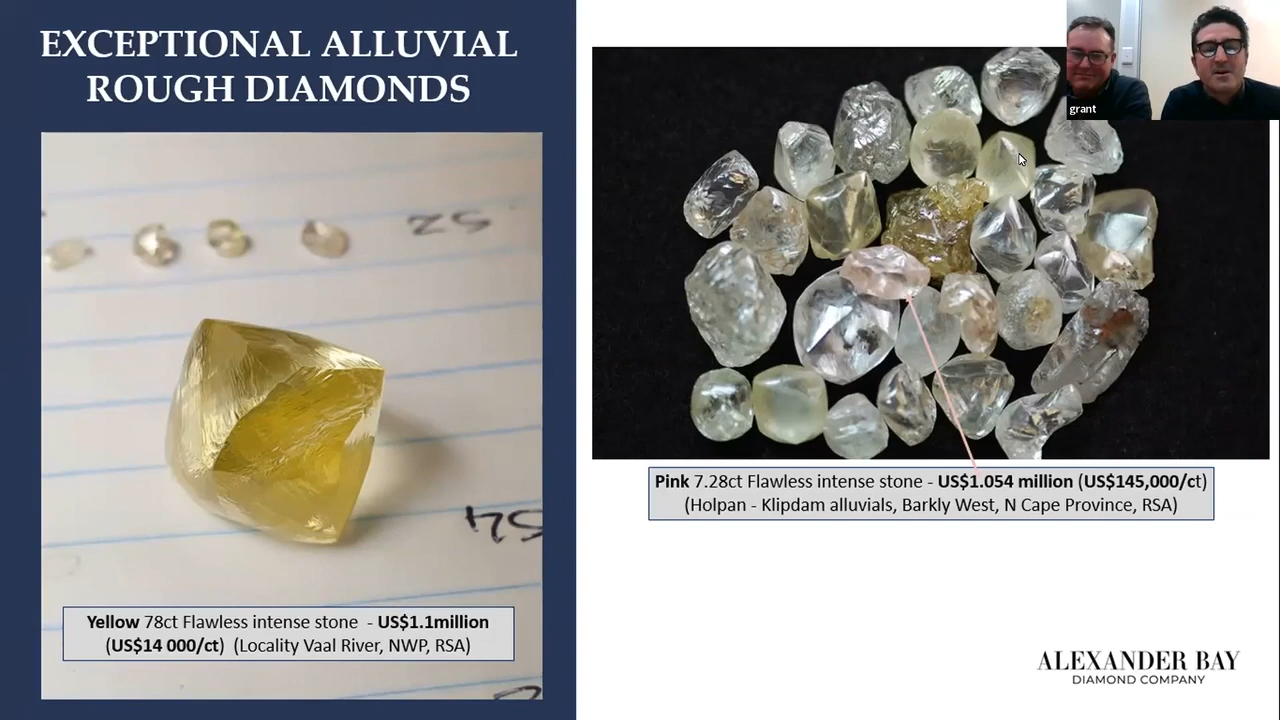 EXCEPTIONAL ALLUVIAL
ROUGH DIAMONDS
52
54
Yellow 78ct Flawless intense stone - US$1.1million
(US$14 000/ct) (Locality Vaal River, NWP, RSA)
grant
Pink 7.28ct Flawless intense stone - US$1.054 million (US$145,000/ct)
(Holpan - Klipdam alluvials, Barkly West, N Cape Province, RSA)
ALEXANDER BAY
DIAMOND COMPANY